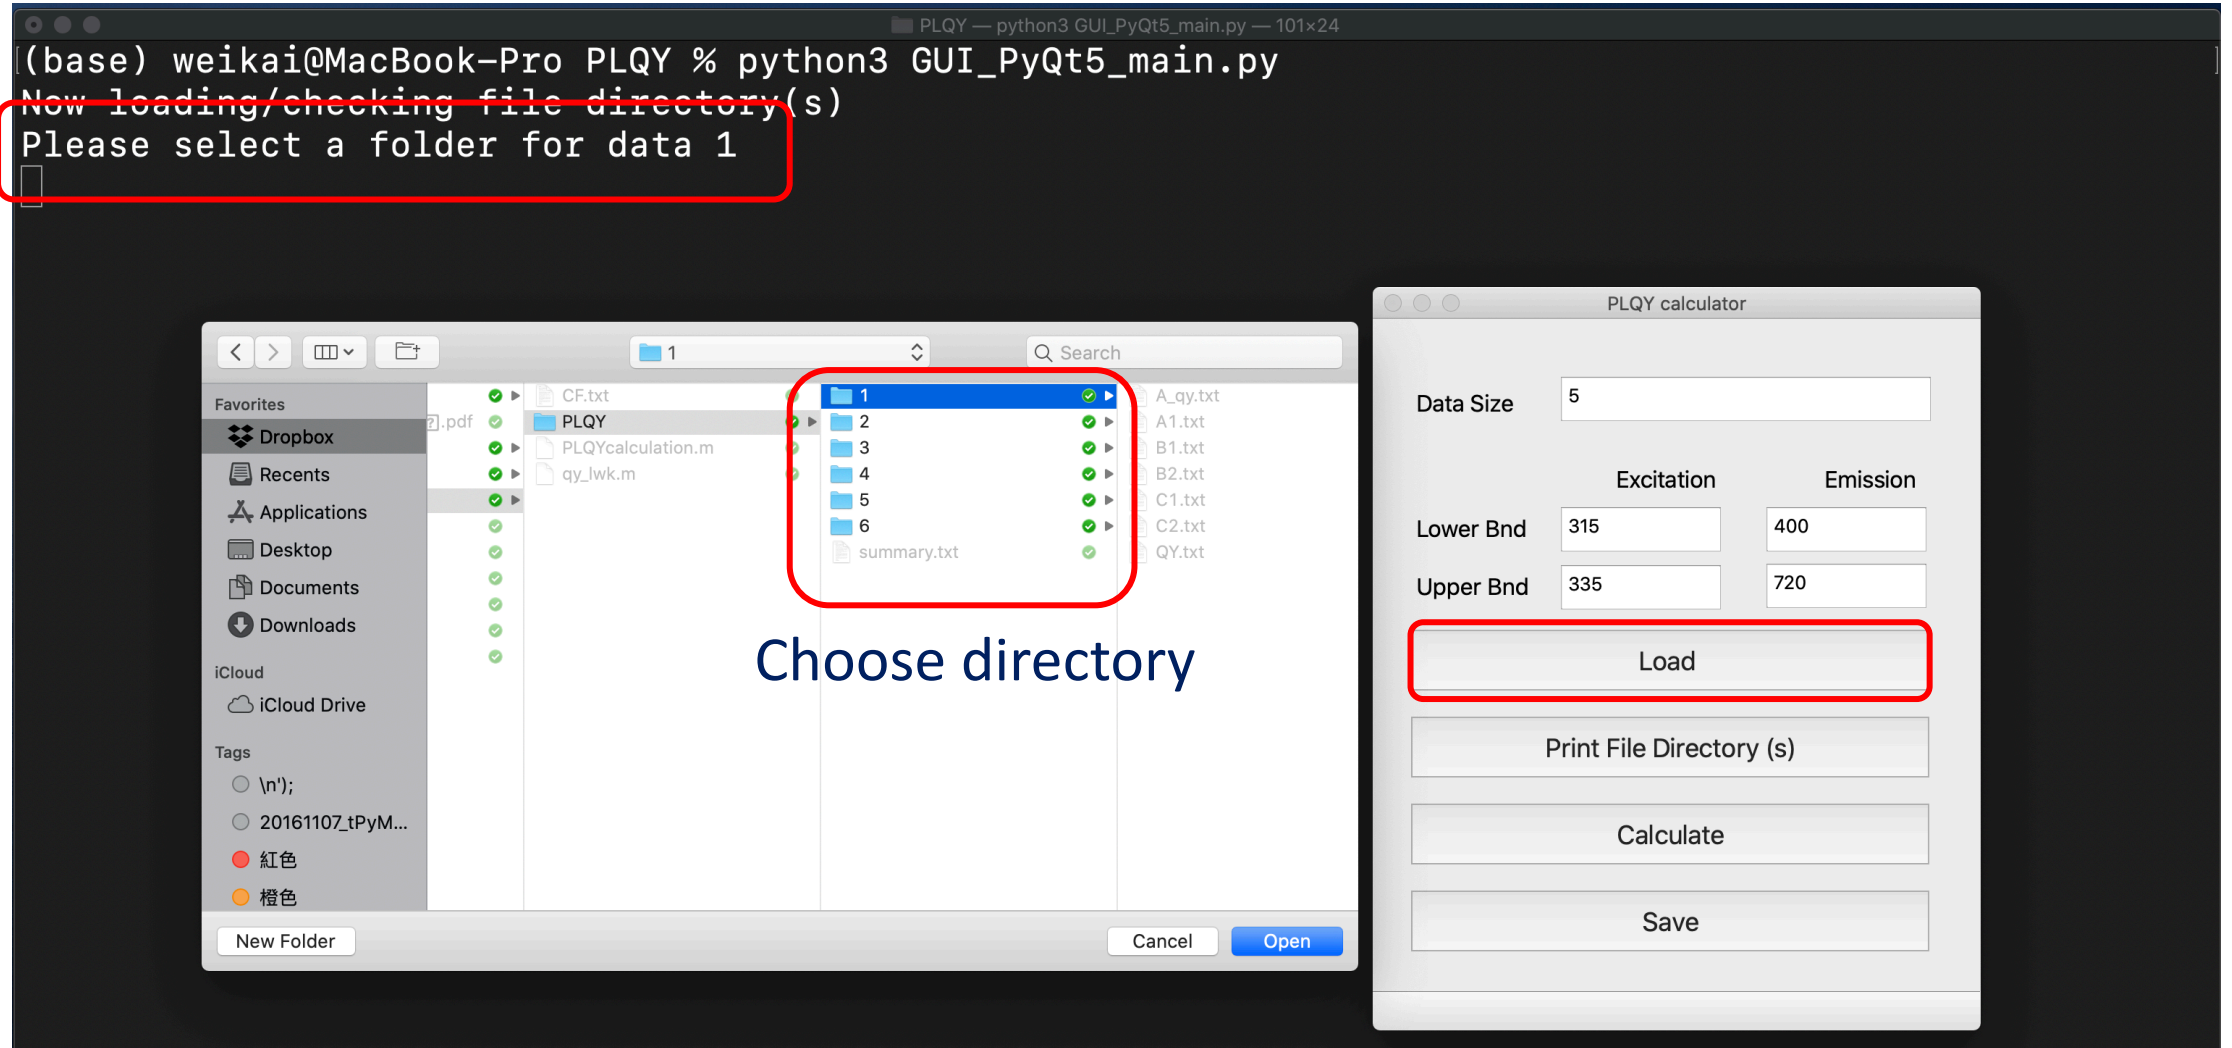 PLQY — python3 GUI_PyQt5_main.py — 101×24
(base) weikai@MacBook-Pro PLQY % python3 GUI_PyQt5_main.py
Now loading/checking file directory(s)
Please select a folder for data 1
1
Search
Favorites
Dropbox
Recents
Applications
Desktop
Documents
Downloads
iCloud
iCloud Drive
Tags
\n');
20161107_tPyM...
紅色
橙色
?.pdf
CF.txt
PLQY
PLQYcalculation.m
qy_lwk.m
1
2
3
4
5
6
summary.txt
A_qy.txt
A1.txt
B1.txt
B2.txt
C1.txt
C2.txt
QY.txt
Choose directory
New Folder
Cancel
Open
PLQY calculator
Data Size 5
Excitation Emission
Lower Bnd 315 400
Upper Bnd 335 720
Load
Print File Directory (s)
Calculate
Save